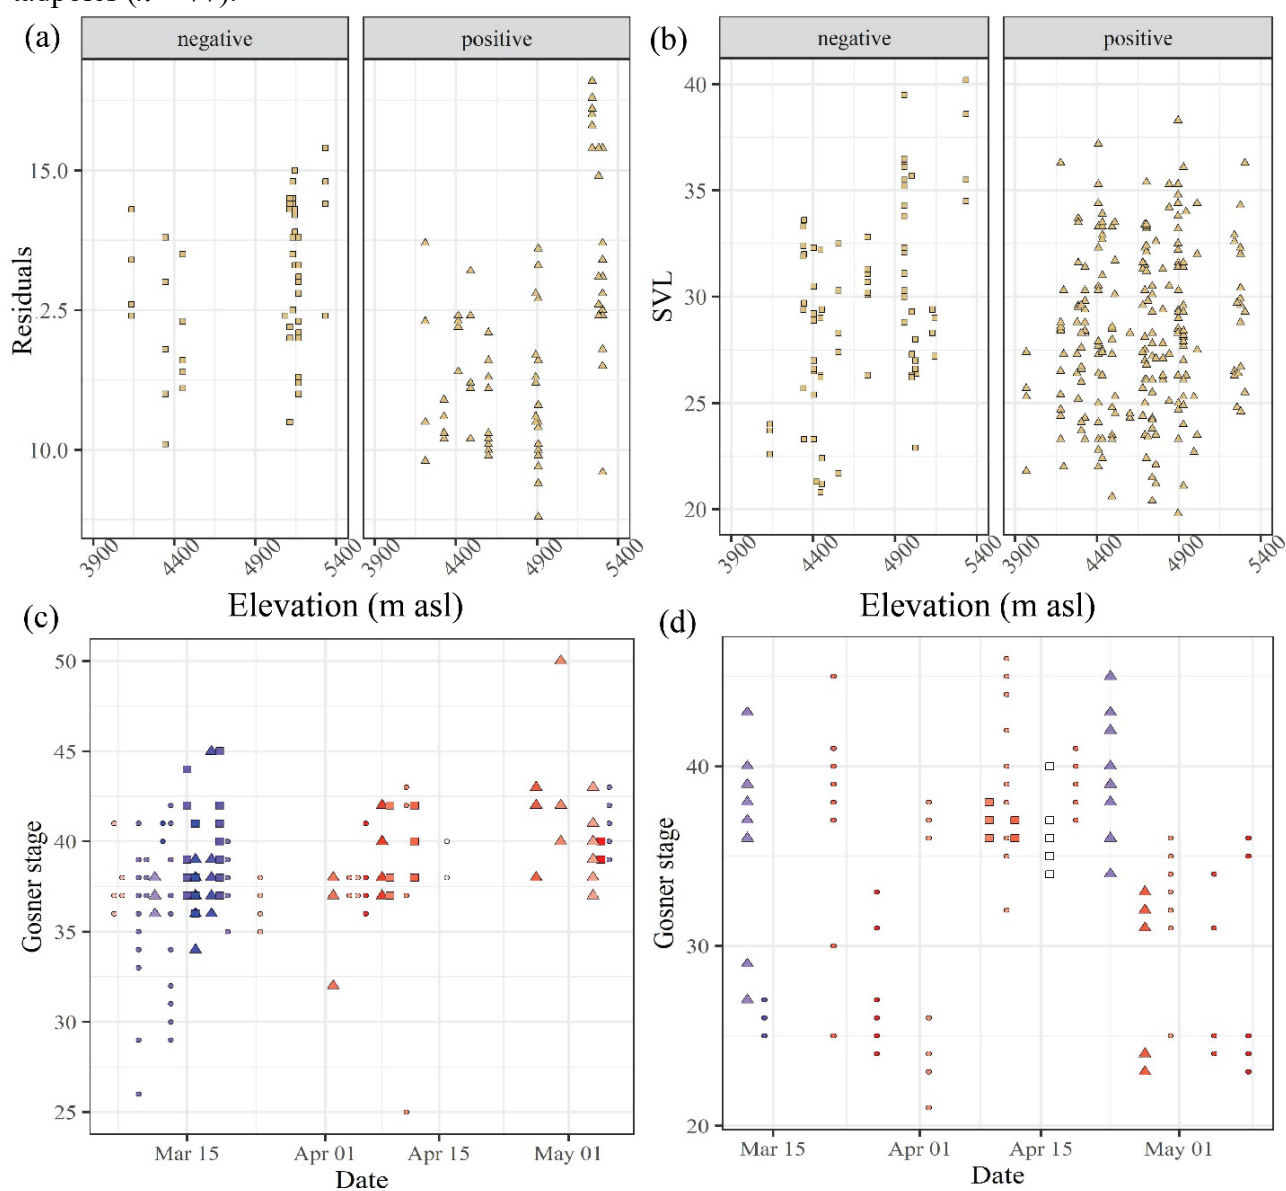 (a)
negative
positive
Residuals
15.0
2.5
10.0
3900
4400
4900
5400
3900
4400
4900
5400
Elevation (m asl)
(b)
negative
positive
SVL
40
35
30
25
20
3900
4400
4900
5400
3900
4400
4900
5400
Elevation (m asl)
(c)
Gosner stage
50
45
40
35
30
25
Mar 15
Apr 01
Apr 15
May 01
Date
(d)
Gosner stage
40
30
20
Mar 15
Apr 01
Apr 15
May 01
Date